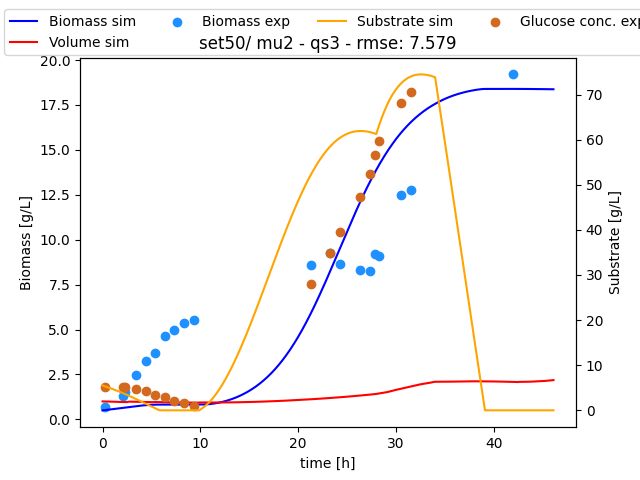 Biomass sim Biomass exp Substrate sim Glucose conc. exp
Volume sim
set50/ mu2 - qs3 - rmse: 7.579
20.0
17.5
15.0
12.5
10.0
7.5
5.0
2.5
0.0
Biomass [g/L]
70
60
50
40
30
20
10
0
Substrate [g/L]
0 10 20 30 40
time [h]